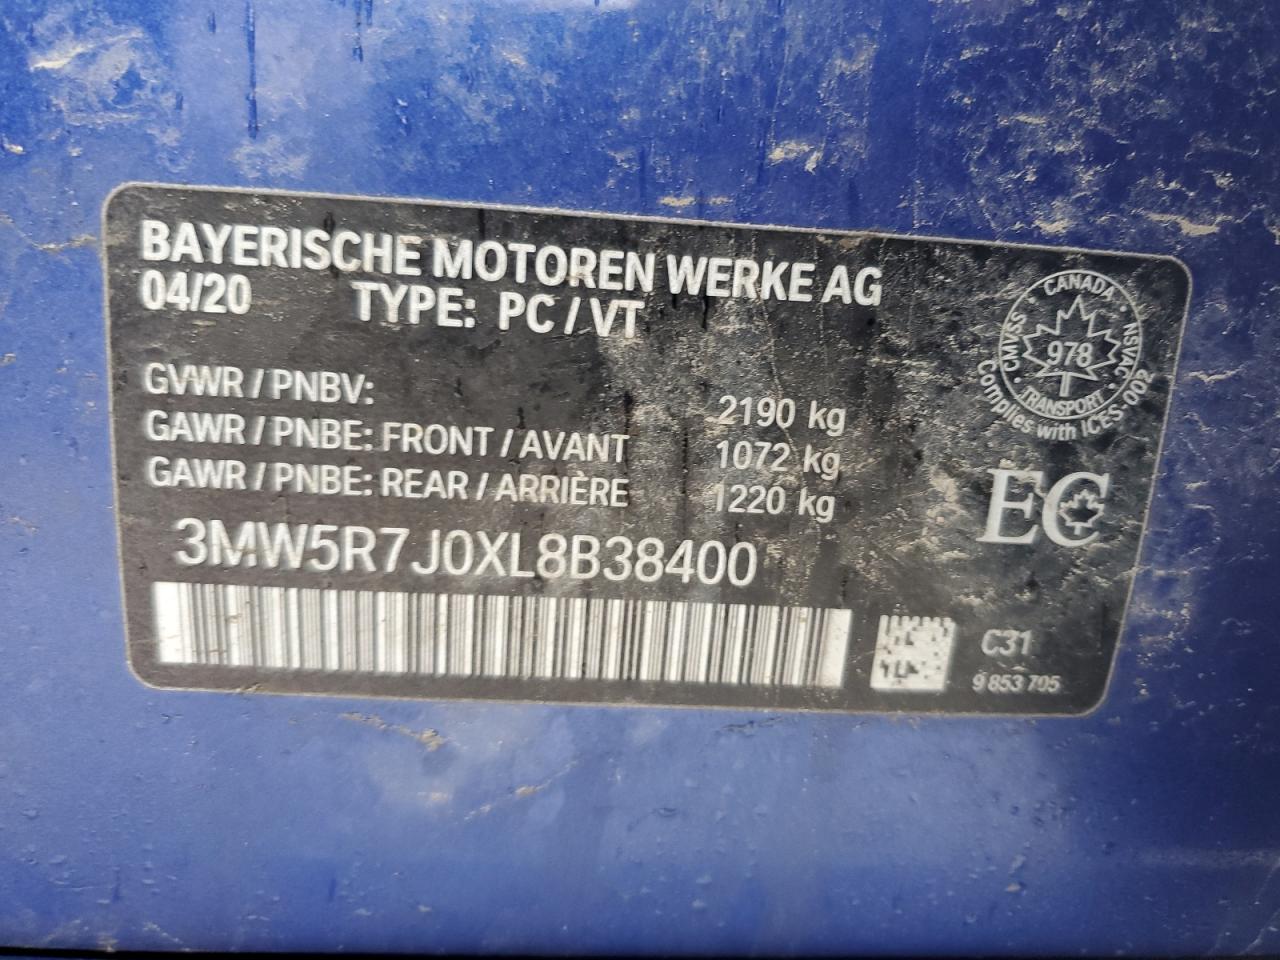 BAYERISCHE MOTOREN WERKE AG
04/20 TYPE: PC / VT
GVWR / PNBV: 2190 kg
GAWR / PNBE: FRONT / AVANT 1072 kg
GAWR / PNBE: REAR / ARRIÈRE 1220 kg
3MW5R7J0XL8B38400
CANADA
CMVSS · NSVAC
978
TRANSPORT
Complies with ICES-002
EC
C31
9 853 705